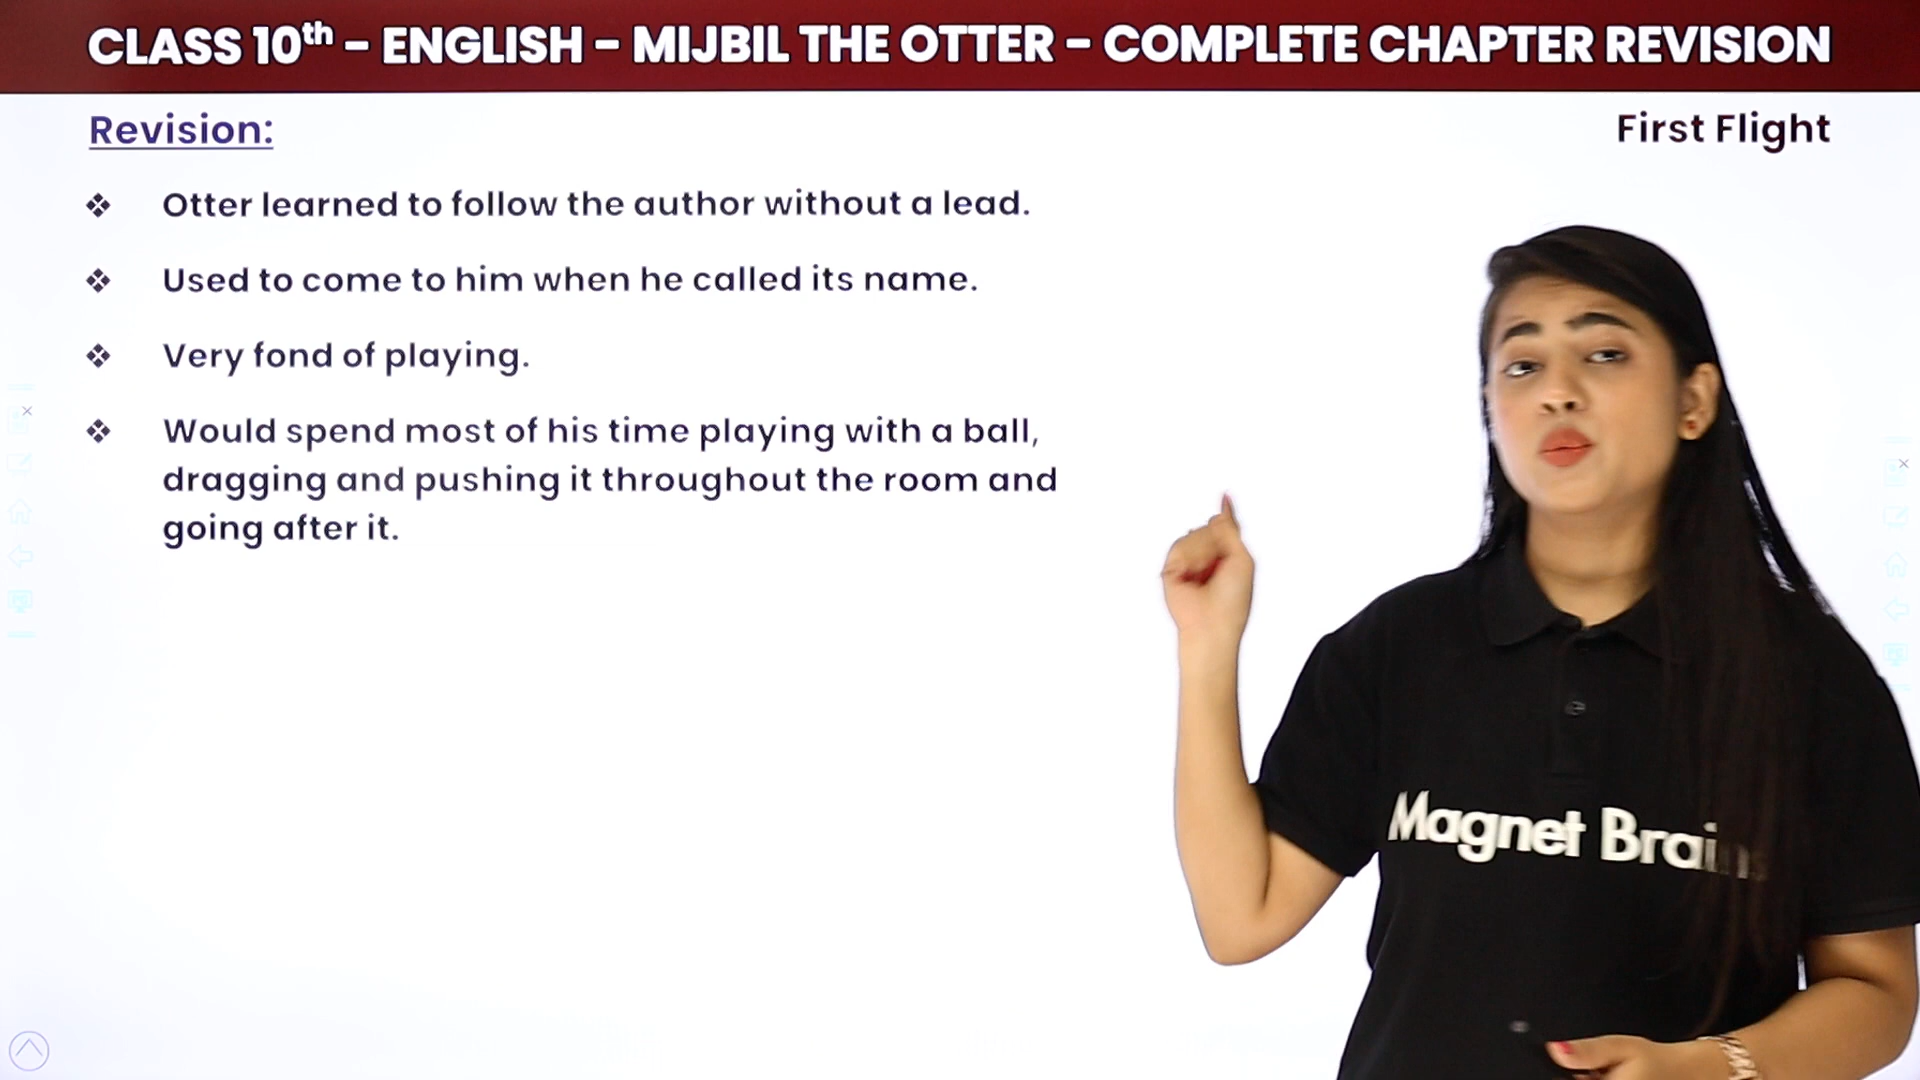 CLASS 10th – ENGLISH – MIJBIL THE OTTER – COMPLETE CHAPTER REVISION
Revision:
First Flight
❖ Otter learned to follow the author without a lead.
❖ Used to come to him when he called its name.
❖ Very fond of playing.
❖ Would spend most of his time playing with a ball,
dragging and pushing it throughout the room and
going after it.
Magnet Brains